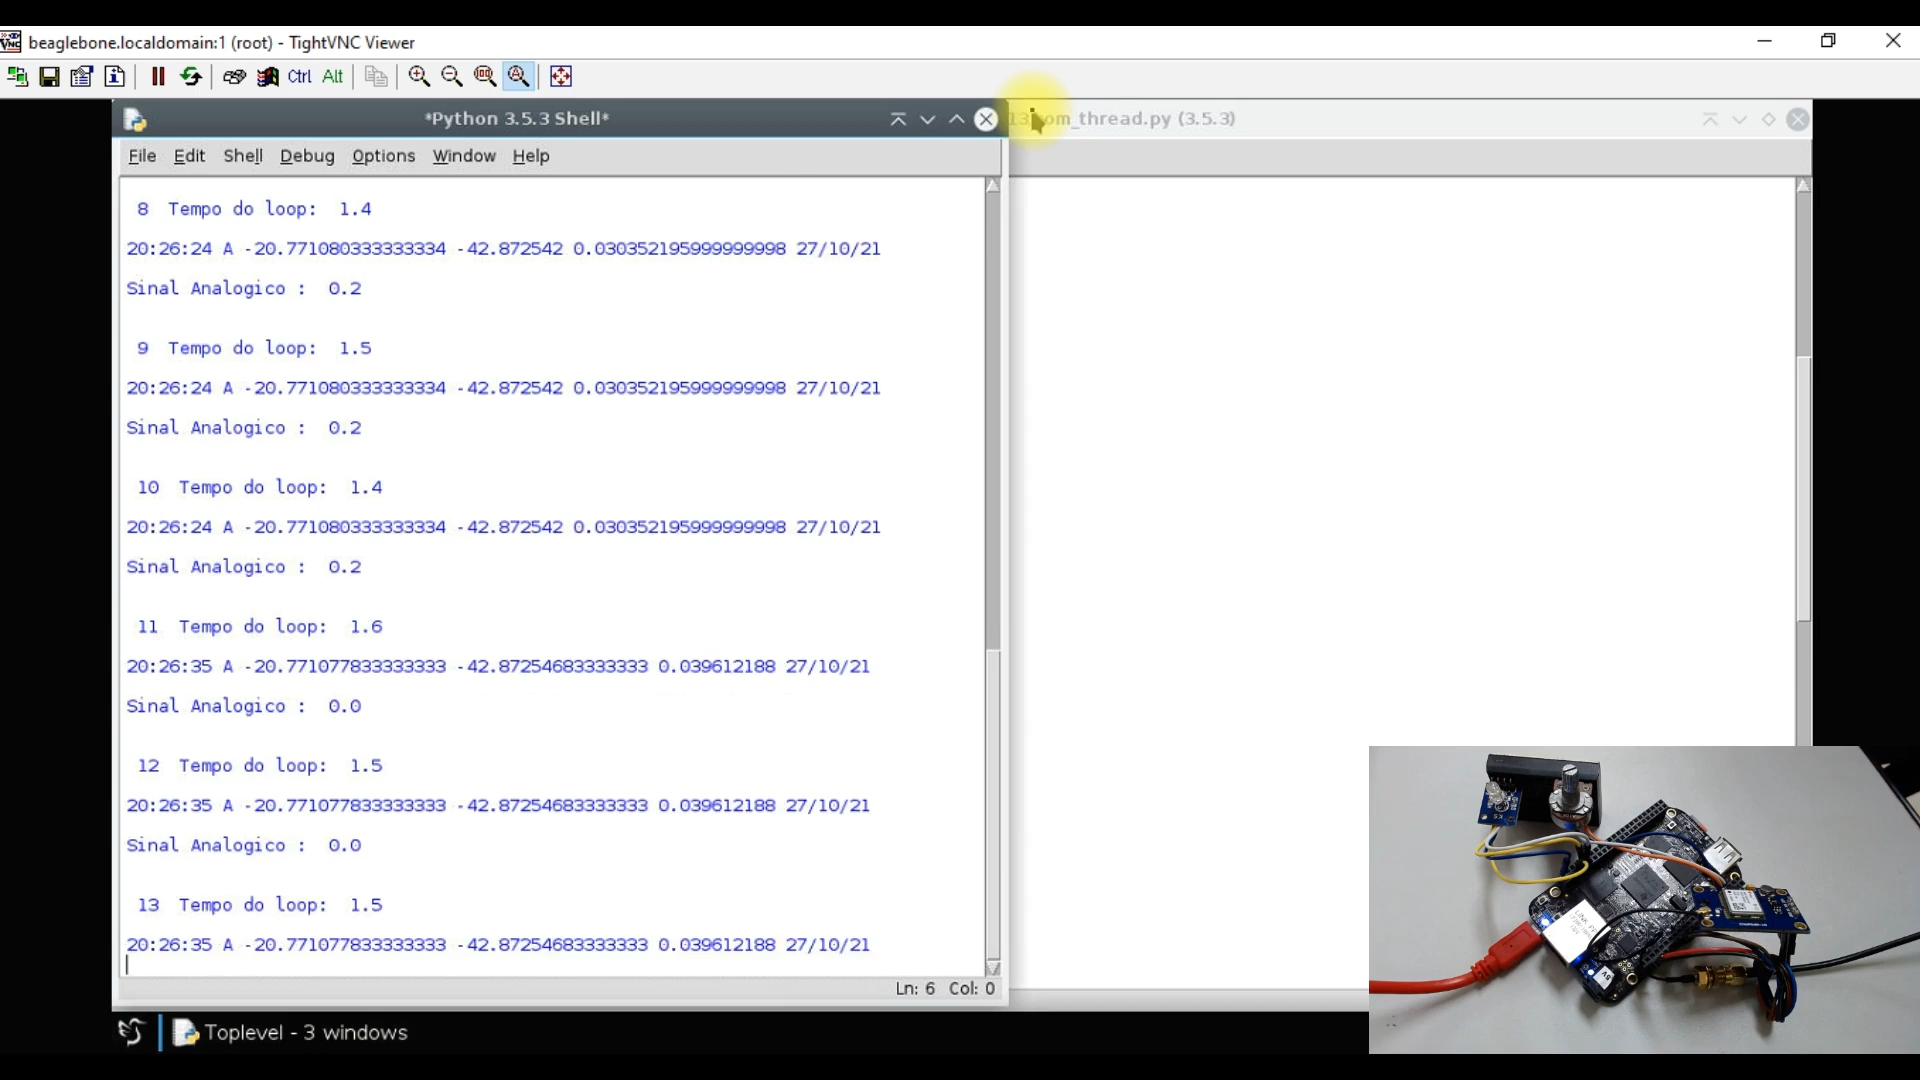 beaglebone.localdomain:1 (root) - TightVNC Viewer
Ctrl Alt
*Python 3.5.3 Shell*
om_thread.py (3.5.3)
File Edit Shell Debug Options Window Help
8 Tempo do loop: 1.4
20:26:24 A -20.771080333333334 -42.872542 0.030352195999999998 27/10/21
Sinal Analogico : 0.2
9 Tempo do loop: 1.5
20:26:24 A -20.771080333333334 -42.872542 0.030352195999999998 27/10/21
Sinal Analogico : 0.2
10 Tempo do loop: 1.4
20:26:24 A -20.771080333333334 -42.872542 0.030352195999999998 27/10/21
Sinal Analogico : 0.2
11 Tempo do loop: 1.6
20:26:35 A -20.771077833333333 -42.87254683333333 0.039612188 27/10/21
Sinal Analogico : 0.0
12 Tempo do loop: 1.5
20:26:35 A -20.771077833333333 -42.87254683333333 0.039612188 27/10/21
Sinal Analogico : 0.0
13 Tempo do loop: 1.5
20:26:35 A -20.771077833333333 -42.87254683333333 0.039612188 27/10/21
Ln: 6 Col: 0
Toplevel - 3 windows